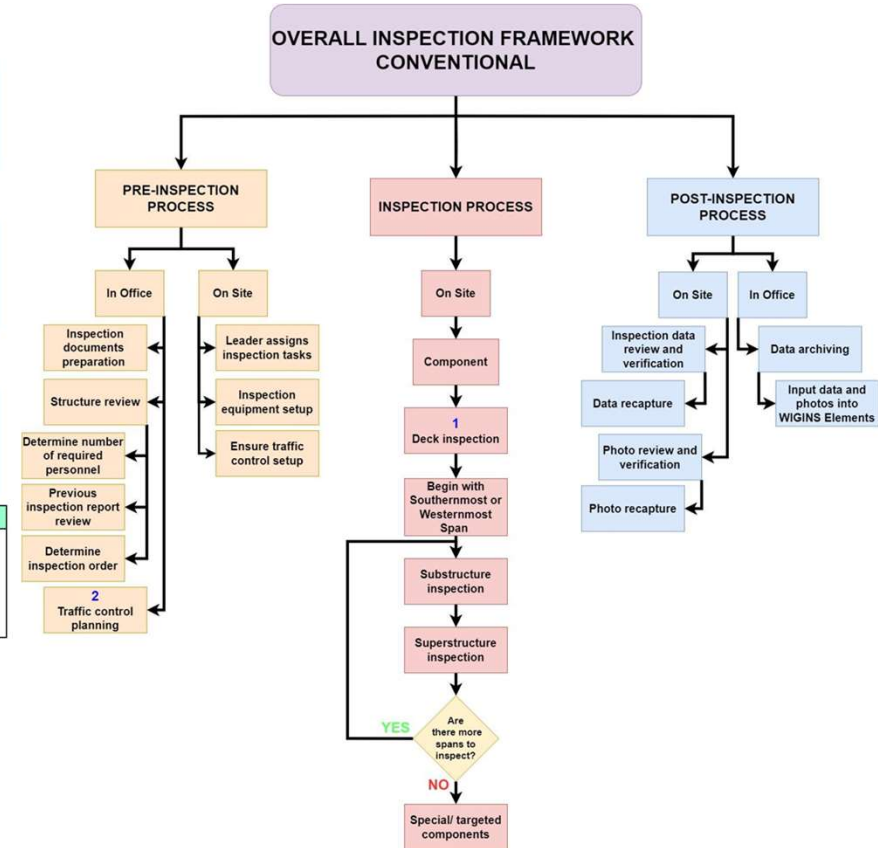 OVERALL INSPECTION FRAMEWORK
CONVENTIONAL
PRE-INSPECTION
PROCESS
In Office
On Site
Inspection
documents
preparation
Structure review
Determine number
of required
personnel
Previous
inspection report
review
Determine
inspection order
2
Traffic control
planning
Leader assigns
inspection tasks
Inspection
equipment setup
Ensure traffic
control setup
INSPECTION PROCESS
On Site
Component
1
Deck inspection
Begin with
Southernmost or
Westernmost
Span
Substructure
inspection
Superstructure
inspection
Are
there more
spans to
inspect?
YES
NO
Special/ targeted
components
POST-INSPECTION
PROCESS
On Site
In Office
Inspection data
review and
verification
Data recapture
Photo review and
verification
Photo recapture
Data archiving
Input data and
photos into
WIGINS Elements